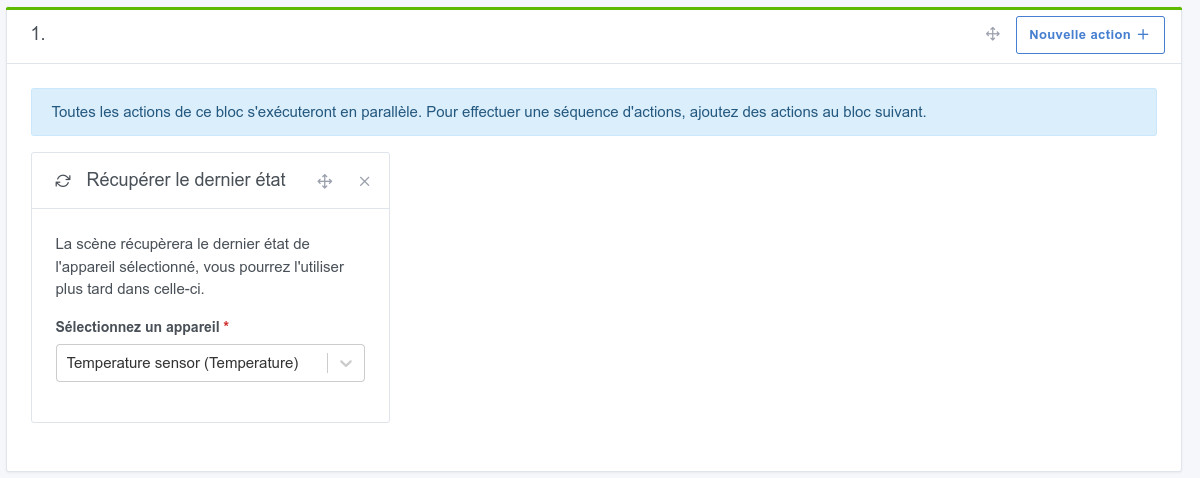 1.
Nouvelle action +
Toutes les actions de ce bloc s'exécuteront en parallèle. Pour effectuer une séquence d'actions, ajoutez des actions au bloc suivant.
Récupérer le dernier état
La scène récupèrera le dernier état de
l'appareil sélectionné, vous pourrez l'utiliser
plus tard dans celle-ci.
Sélectionnez un appareil *
Temperature sensor (Temperature)